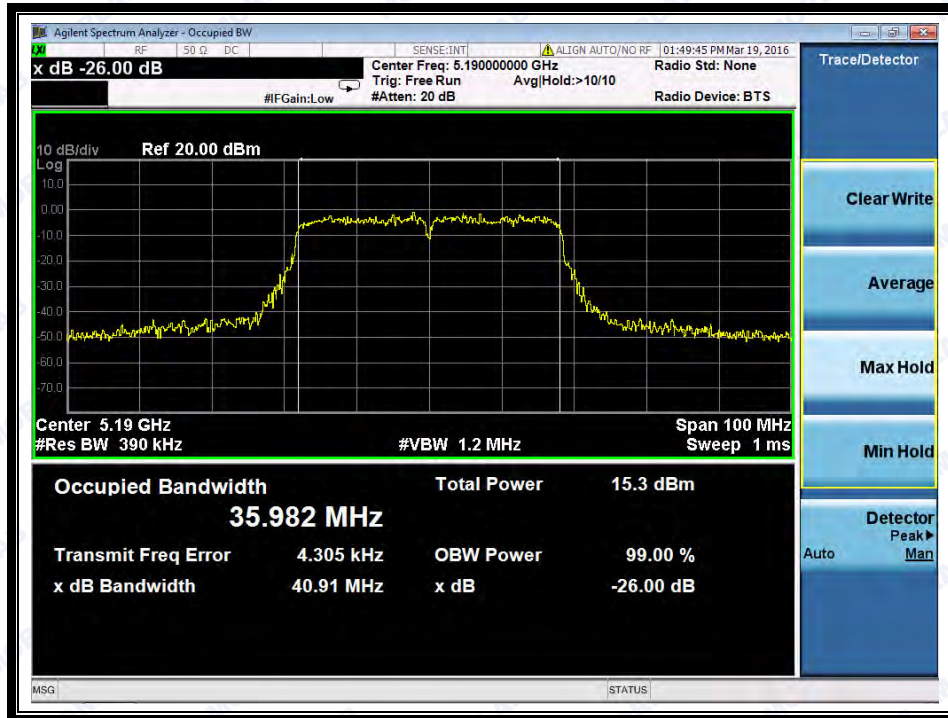 Agilent Spectrum Analyzer - Occupied BW
LXI RF 50 Ω DC SENSE:INT ALIGN AUTO/NO RF 01:49:45 PM Mar 19, 2016
x dB -26.00 dB
Center Freq: 5.190000000 GHz Radio Std: None
Trig: Free Run Avg|Hold:>10/10
#IFGain:Low #Atten: 20 dB Radio Device: BTS
10 dB/div Ref 20.00 dBm
Log
10.0
0.00
-10.0
-20.0
-30.0
-40.0
-50.0
-60.0
-70.0
Center 5.19 GHz Span 100 MHz
#Res BW 390 kHz #VBW 1.2 MHz Sweep 1 ms
Occupied Bandwidth Total Power 15.3 dBm
35.982 MHz
Transmit Freq Error 4.305 kHz OBW Power 99.00 %
x dB Bandwidth 40.91 MHz x dB -26.00 dB
MSG STATUS
Trace/Detector
Clear Write
Average
Max Hold
Min Hold
Detector
Peak▶
Auto Man